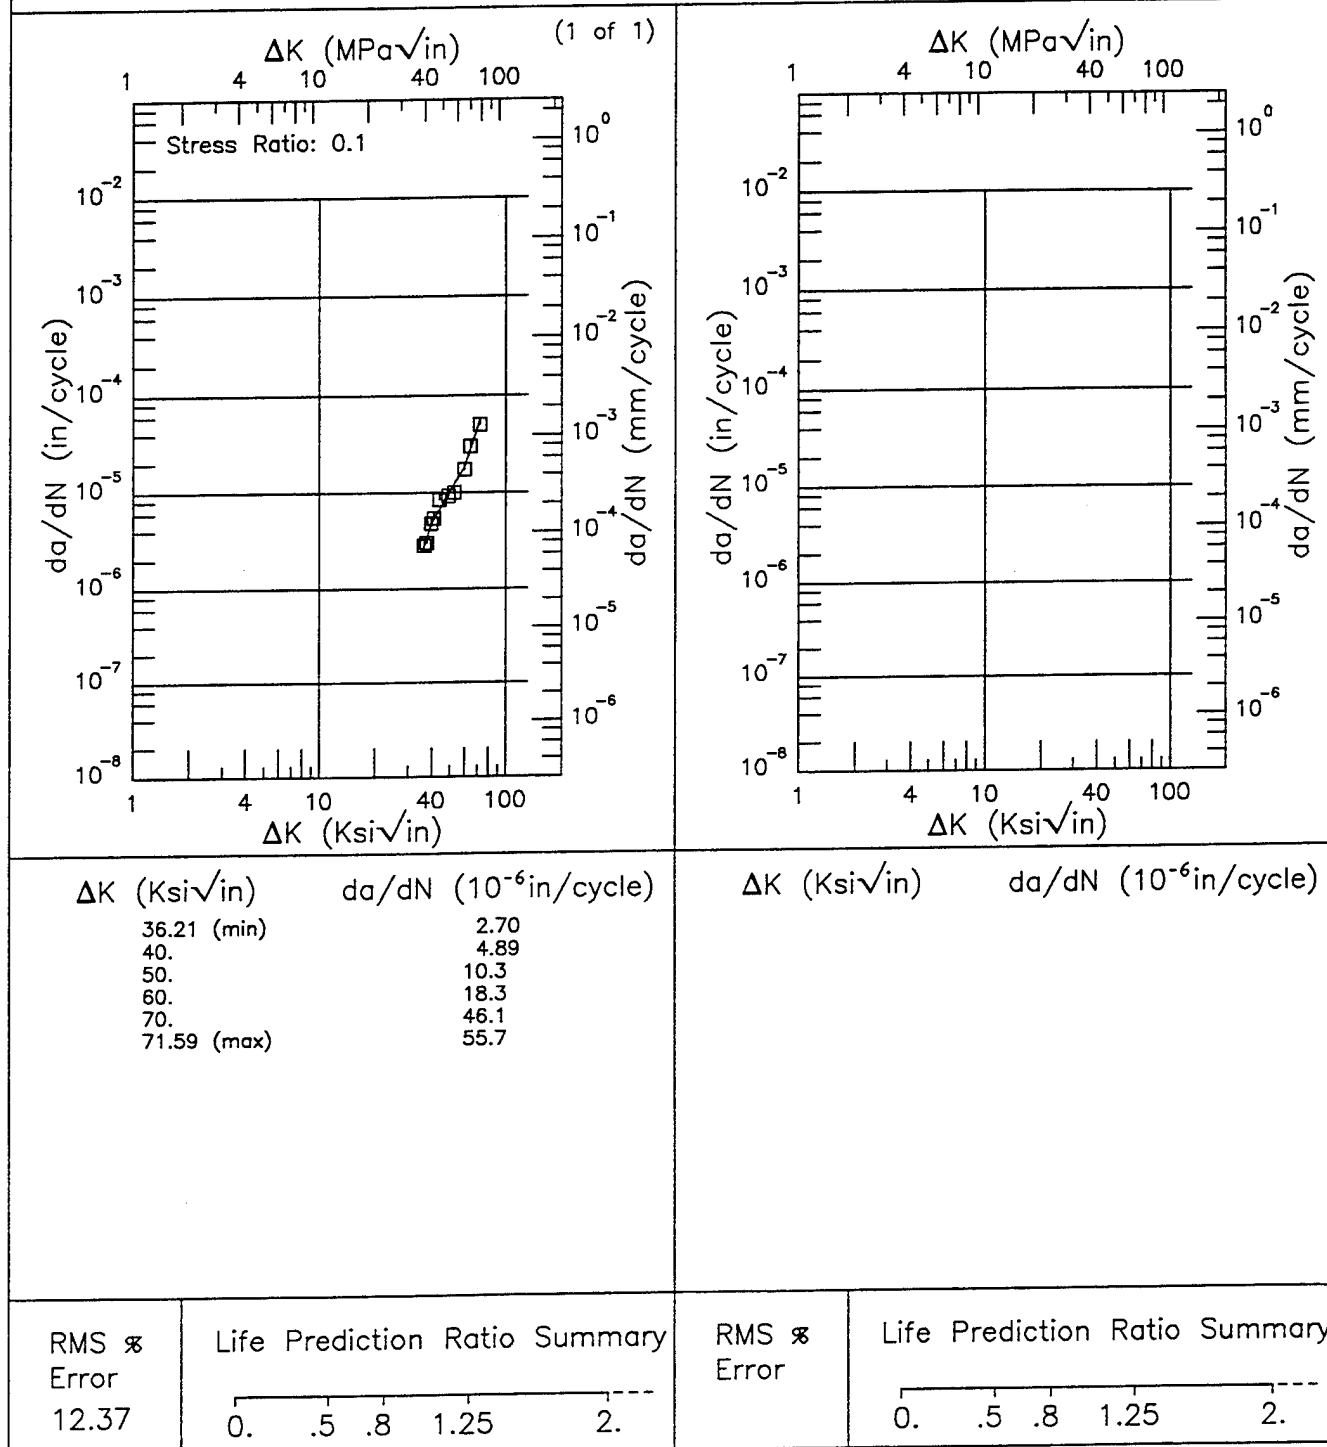 (1 of 1)
ΔK (MPa√in)
1 4 10 40 100
Stress Ratio: 0.1
10⁻²
10⁻³
10⁻⁴
10⁻⁵
10⁻⁶
10⁻⁷
10⁻⁸
da/dN (in/cycle)
10⁰
10⁻¹
10⁻²
10⁻³
10⁻⁴
10⁻⁵
10⁻⁶
da/dN (mm/cycle)
1 4 10 40 100
ΔK (Ksi√in)
ΔK (MPa√in)
1 4 10 40 100
10⁻²
10⁻³
10⁻⁴
10⁻⁵
10⁻⁶
10⁻⁷
10⁻⁸
da/dN (in/cycle)
10⁰
10⁻¹
10⁻²
10⁻³
10⁻⁴
10⁻⁵
10⁻⁶
da/dN (mm/cycle)
1 4 10 40 100
ΔK (Ksi√in)
ΔK (Ksi√in) da/dN (10⁻⁶in/cycle)
36.21 (min) 2.70
40. 4.89
50. 10.3
60. 18.3
70. 46.1
71.59 (max) 55.7
ΔK (Ksi√in) da/dN (10⁻⁶in/cycle)
RMS %
Error
12.37
Life Prediction Ratio Summary
0. .5 .8 1.25 2.
RMS %
Error
Life Prediction Ratio Summary
0. .5 .8 1.25 2.